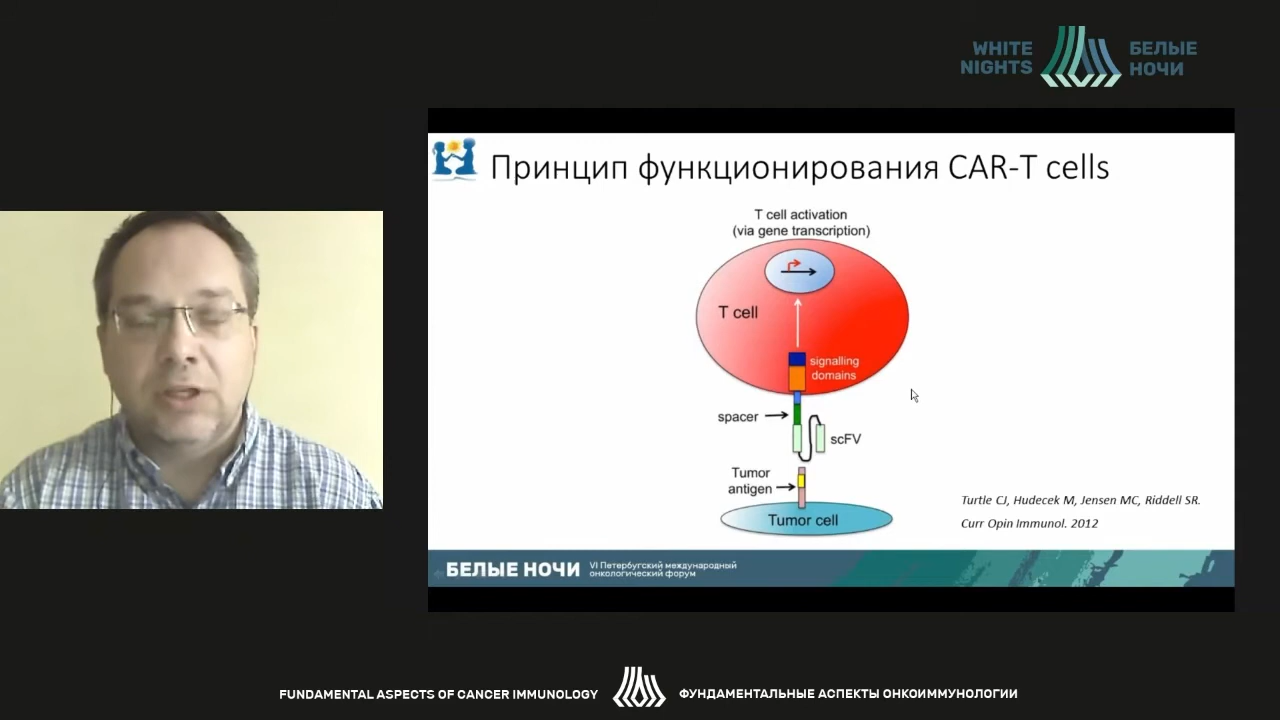 WHITE
NIGHTS
БЕЛЫЕ
НОЧИ
Принцип функционирования CAR-T cells
T cell activation
(via gene transcription)
T cell
signalling
domains
spacer
scFV
Tumor
antigen
Tumor cell
Turtle CJ, Hudecek M, Jensen MC, Riddell SR.
Curr Opin Immunol. 2012
БЕЛЫЕ НОЧИ
VI Петербургский международный
онкологический форум
FUNDAMENTAL ASPECTS OF CANCER IMMUNOLOGY
ФУНДАМЕНТАЛЬНЫЕ АСПЕКТЫ ОНКОИММУНОЛОГИИ